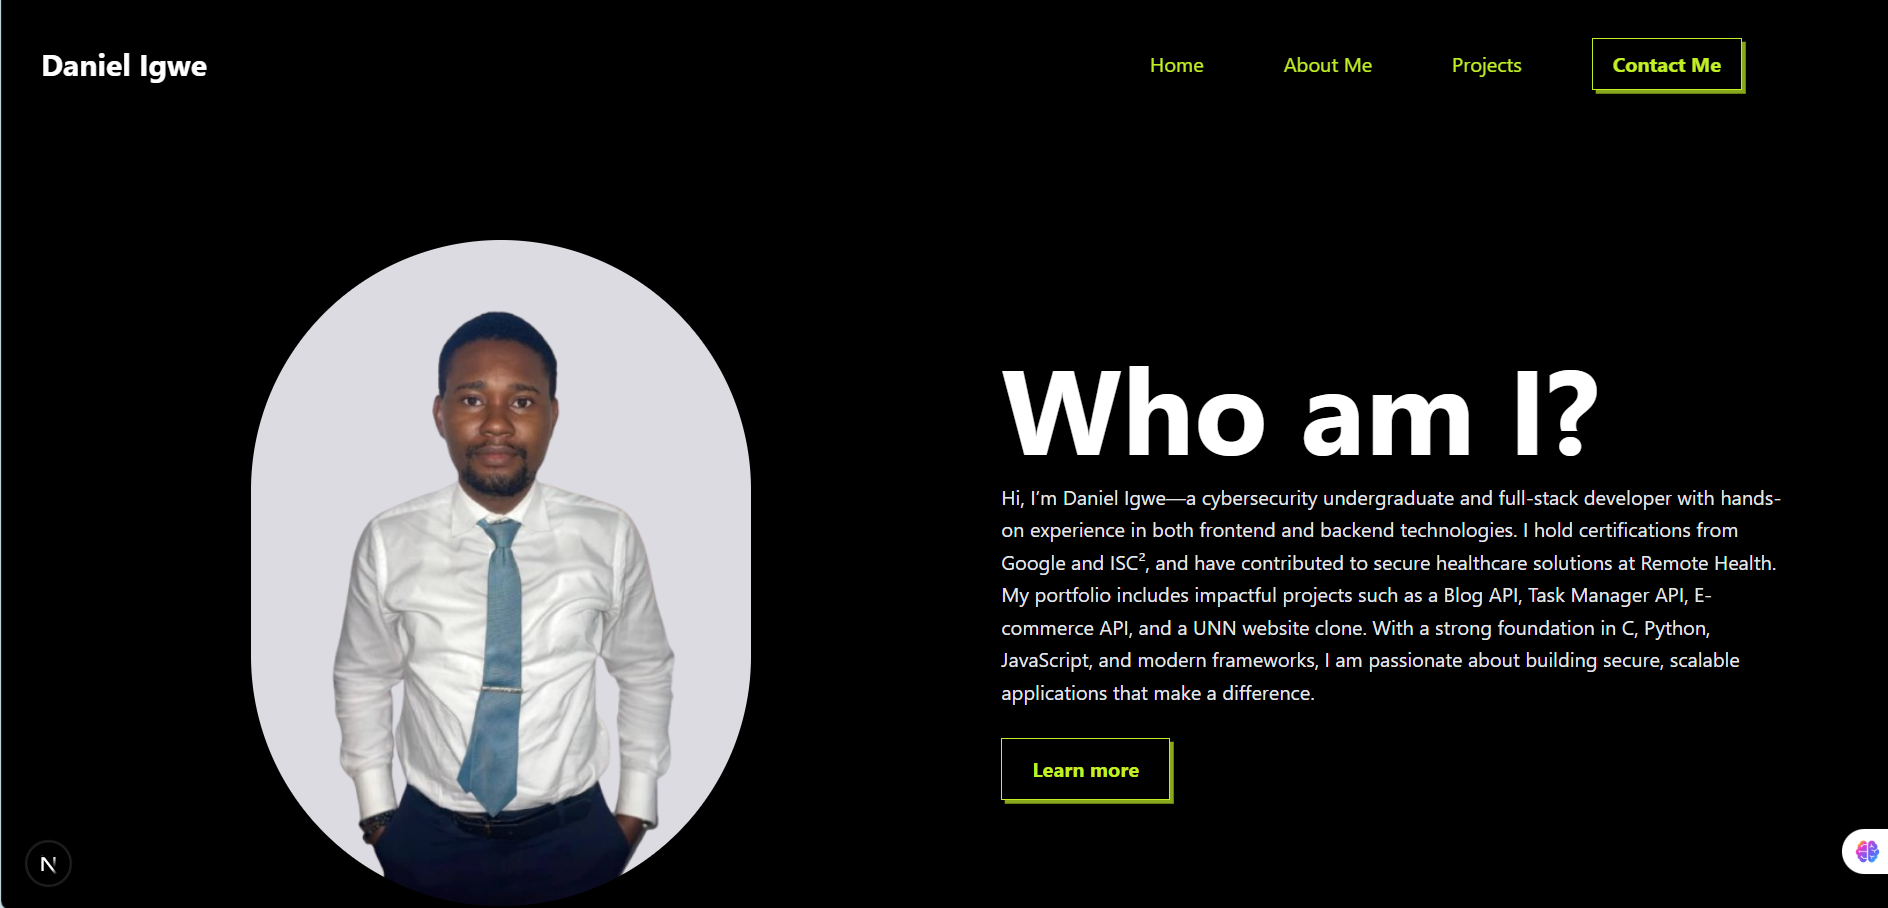 Daniel Igwe
Home
About Me
Projects
Contact Me
Who am I?
Hi, I’m Daniel Igwe—a cybersecurity undergraduate and full-stack developer with hands-
on experience in both frontend and backend technologies. I hold certifications from
Google and ISC², and have contributed to secure healthcare solutions at Remote Health.
My portfolio includes impactful projects such as a Blog API, Task Manager API, E-
commerce API, and a UNN website clone. With a strong foundation in C, Python,
JavaScript, and modern frameworks, I am passionate about building secure, scalable
applications that make a difference.
Learn more
N